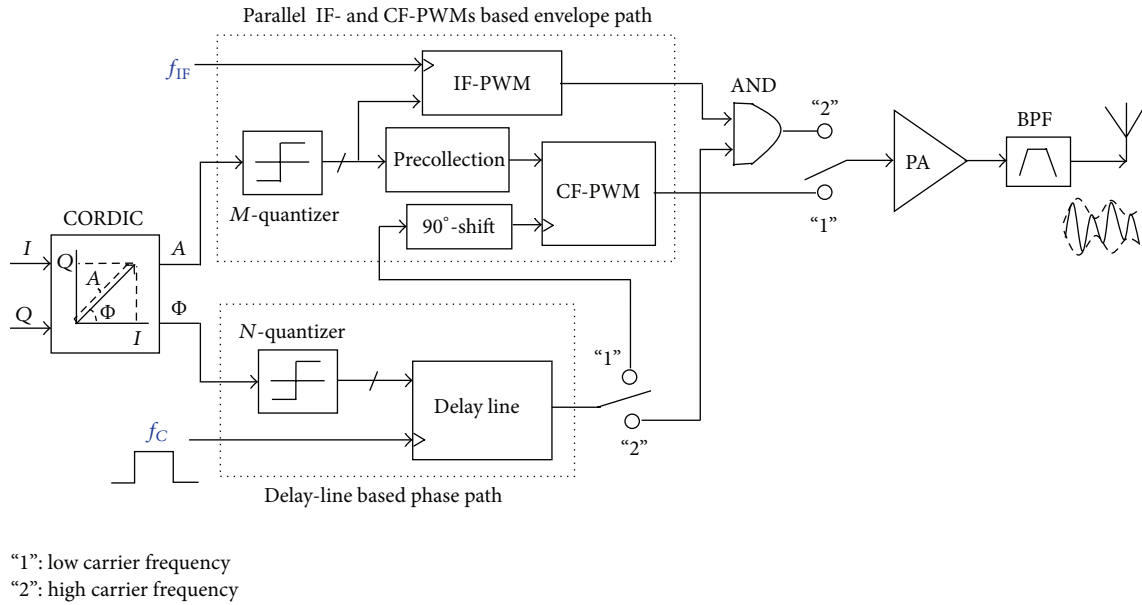 Parallel IF- and CF-PWMs based envelope path
f_IF
IF-PWM
AND
"2"
M-quantizer
Precollection
CF-PWM
90°-shift
PA
BPF
"1"
CORDIC
I
Q
Q
A
Φ
I
A
Φ
N-quantizer
Delay line
"1"
"2"
f_C
Delay-line based phase path
"1": low carrier frequency
"2": high carrier frequency